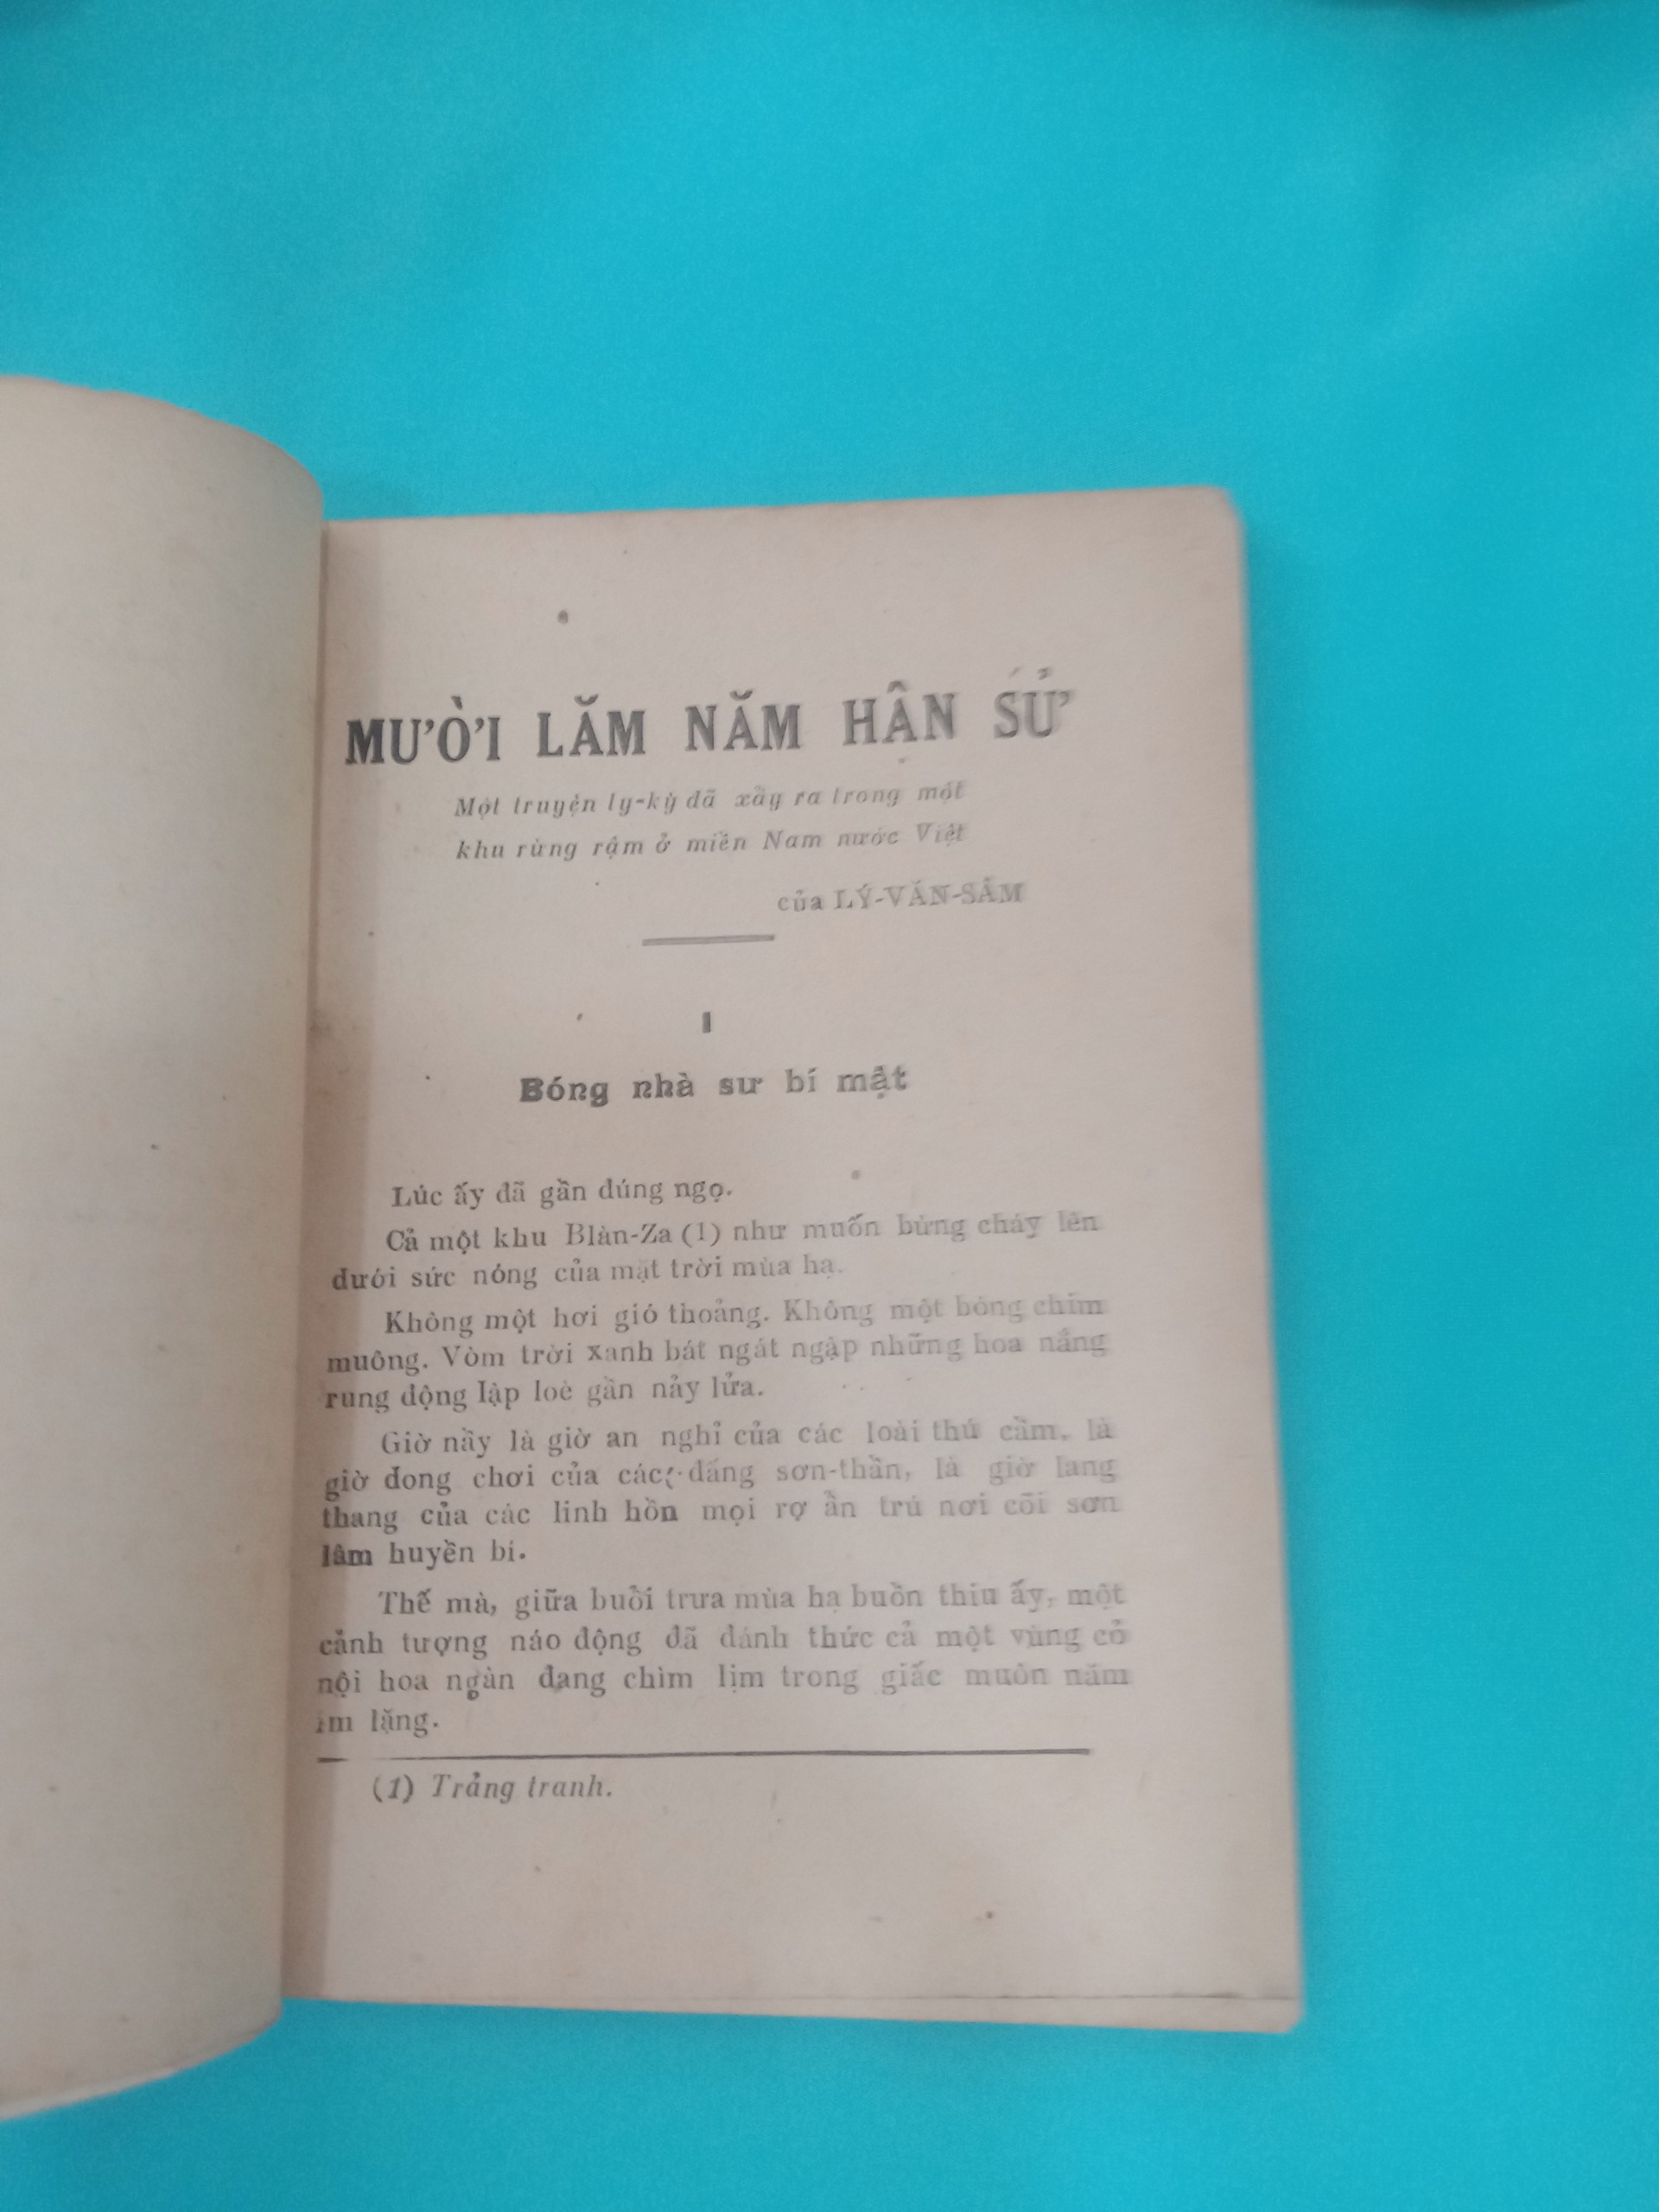 MƯỜI LĂM NĂM HẬN SỬ
Một truyện ly-kỳ đã xẩy ra trong một
khu rừng rậm ở miền Nam nước Việt
của LÝ-VĂN-SÂM
I
Bóng nhà sư bí mật
Lúc ấy đã gần đúng ngọ.
Cả một khu Blàn-Za (1) như muốn bừng cháy lên
dưới sức nóng của mặt trời mùa hạ.
Không một hơi gió thoảng. Không một bóng chim
muông. Vòm trời xanh bát ngát ngập những hoa nắng
rung động lập loè gần nảy lửa.
Giờ nầy là giờ an nghỉ của các loài thú cầm, là
giờ dong chơi của các đấng sơn-thần, là giờ lang
thang của các linh hồn mọi rợ ẩn trú nơi cõi sơn
lâm huyền bí.
Thế mà, giữa buổi trưa mùa hạ buồn thiu ấy, một
cảnh tượng náo động đã đánh thức cả một vùng cỏ
nội hoa ngàn đang chìm lịm trong giấc muôn năm
im lặng.
(1) Trảng tranh.